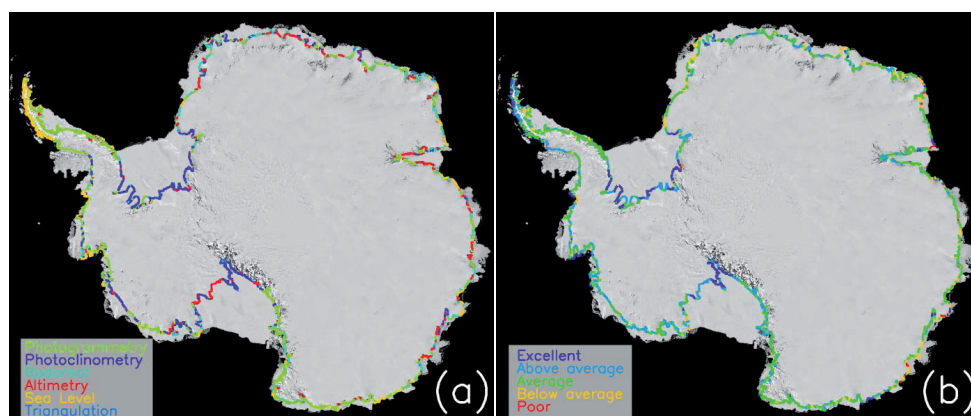 Photogrammetry
Photoclinometry
Radarsat
Altimetry
Sea Level
Triangulation
(a)
Excellent
Above average
Average
Below average
Poor
(b)